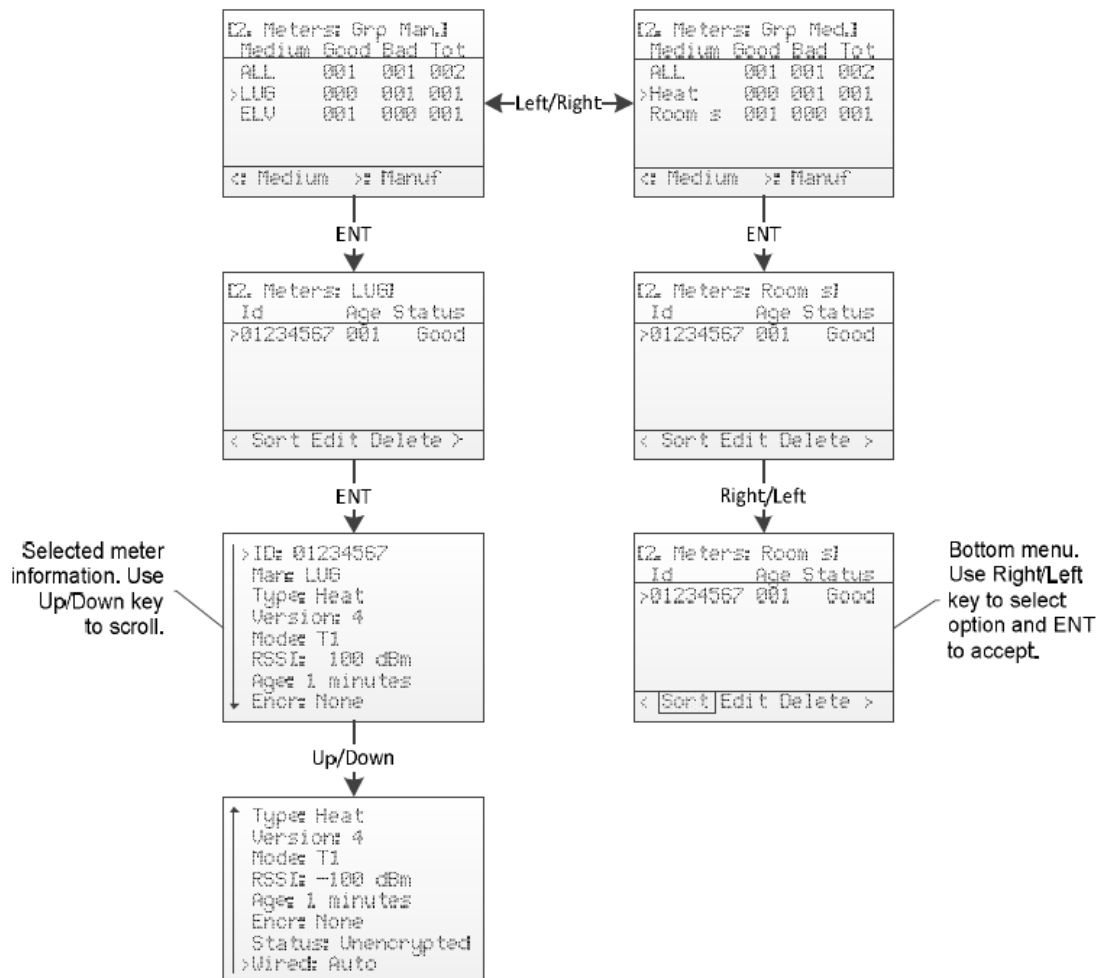 [2. Meters: Grp Man.]
Medium Good Bad Tot
ALL 001 001 002
>LUG 000 001 001
ELV 001 000 001
<: Medium >: Manuf
Left/Right
[2. Meters: Grp Med.]
Medium Good Bad Tot
ALL 001 001 002
>Heat 000 001 001
Room s 001 000 001
<: Medium >: Manuf
ENT
ENT
[2. Meters: LUG]
Id Age Status
>01234567 001 Good
< Sort Edit Delete >
[2. Meters: Room s]
Id Age Status
>01234567 001 Good
< Sort Edit Delete >
ENT
Right/Left
Selected meter
information. Use
Up/Down key
to scroll.
>ID: 01234567
Man: LUG
Type: Heat
Version: 4
Mode: T1
RSSI: 100 dBm
Age: 1 minutes
Encr: None
[2. Meters: Room s]
Id Age Status
>01234567 001 Good
< Sort Edit Delete >
Bottom menu.
Use Right/Left
key to select
option and ENT
to accept.
Up/Down
Type: Heat
Version: 4
Mode: T1
RSSI: -100 dBm
Age: 1 minutes
Encr: None
Status: Unencrypted
>Wired: Auto